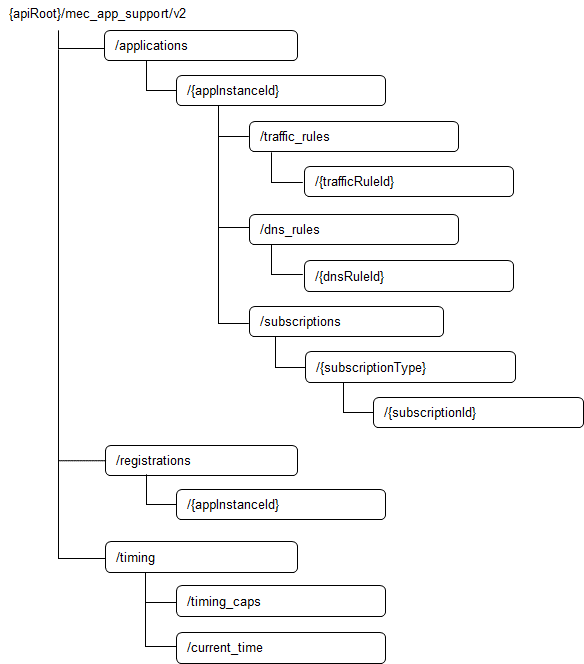 {apiRoot}/mec_app_support/v2
/applications
/{appInstanceId}
/traffic_rules
/{trafficRuleId}
/dns_rules
/{dnsRuleId}
/subscriptions
/{subscriptionType}
/{subscriptionId}
/registrations
/{appInstanceId}
/timing
/timing_caps
/current_time